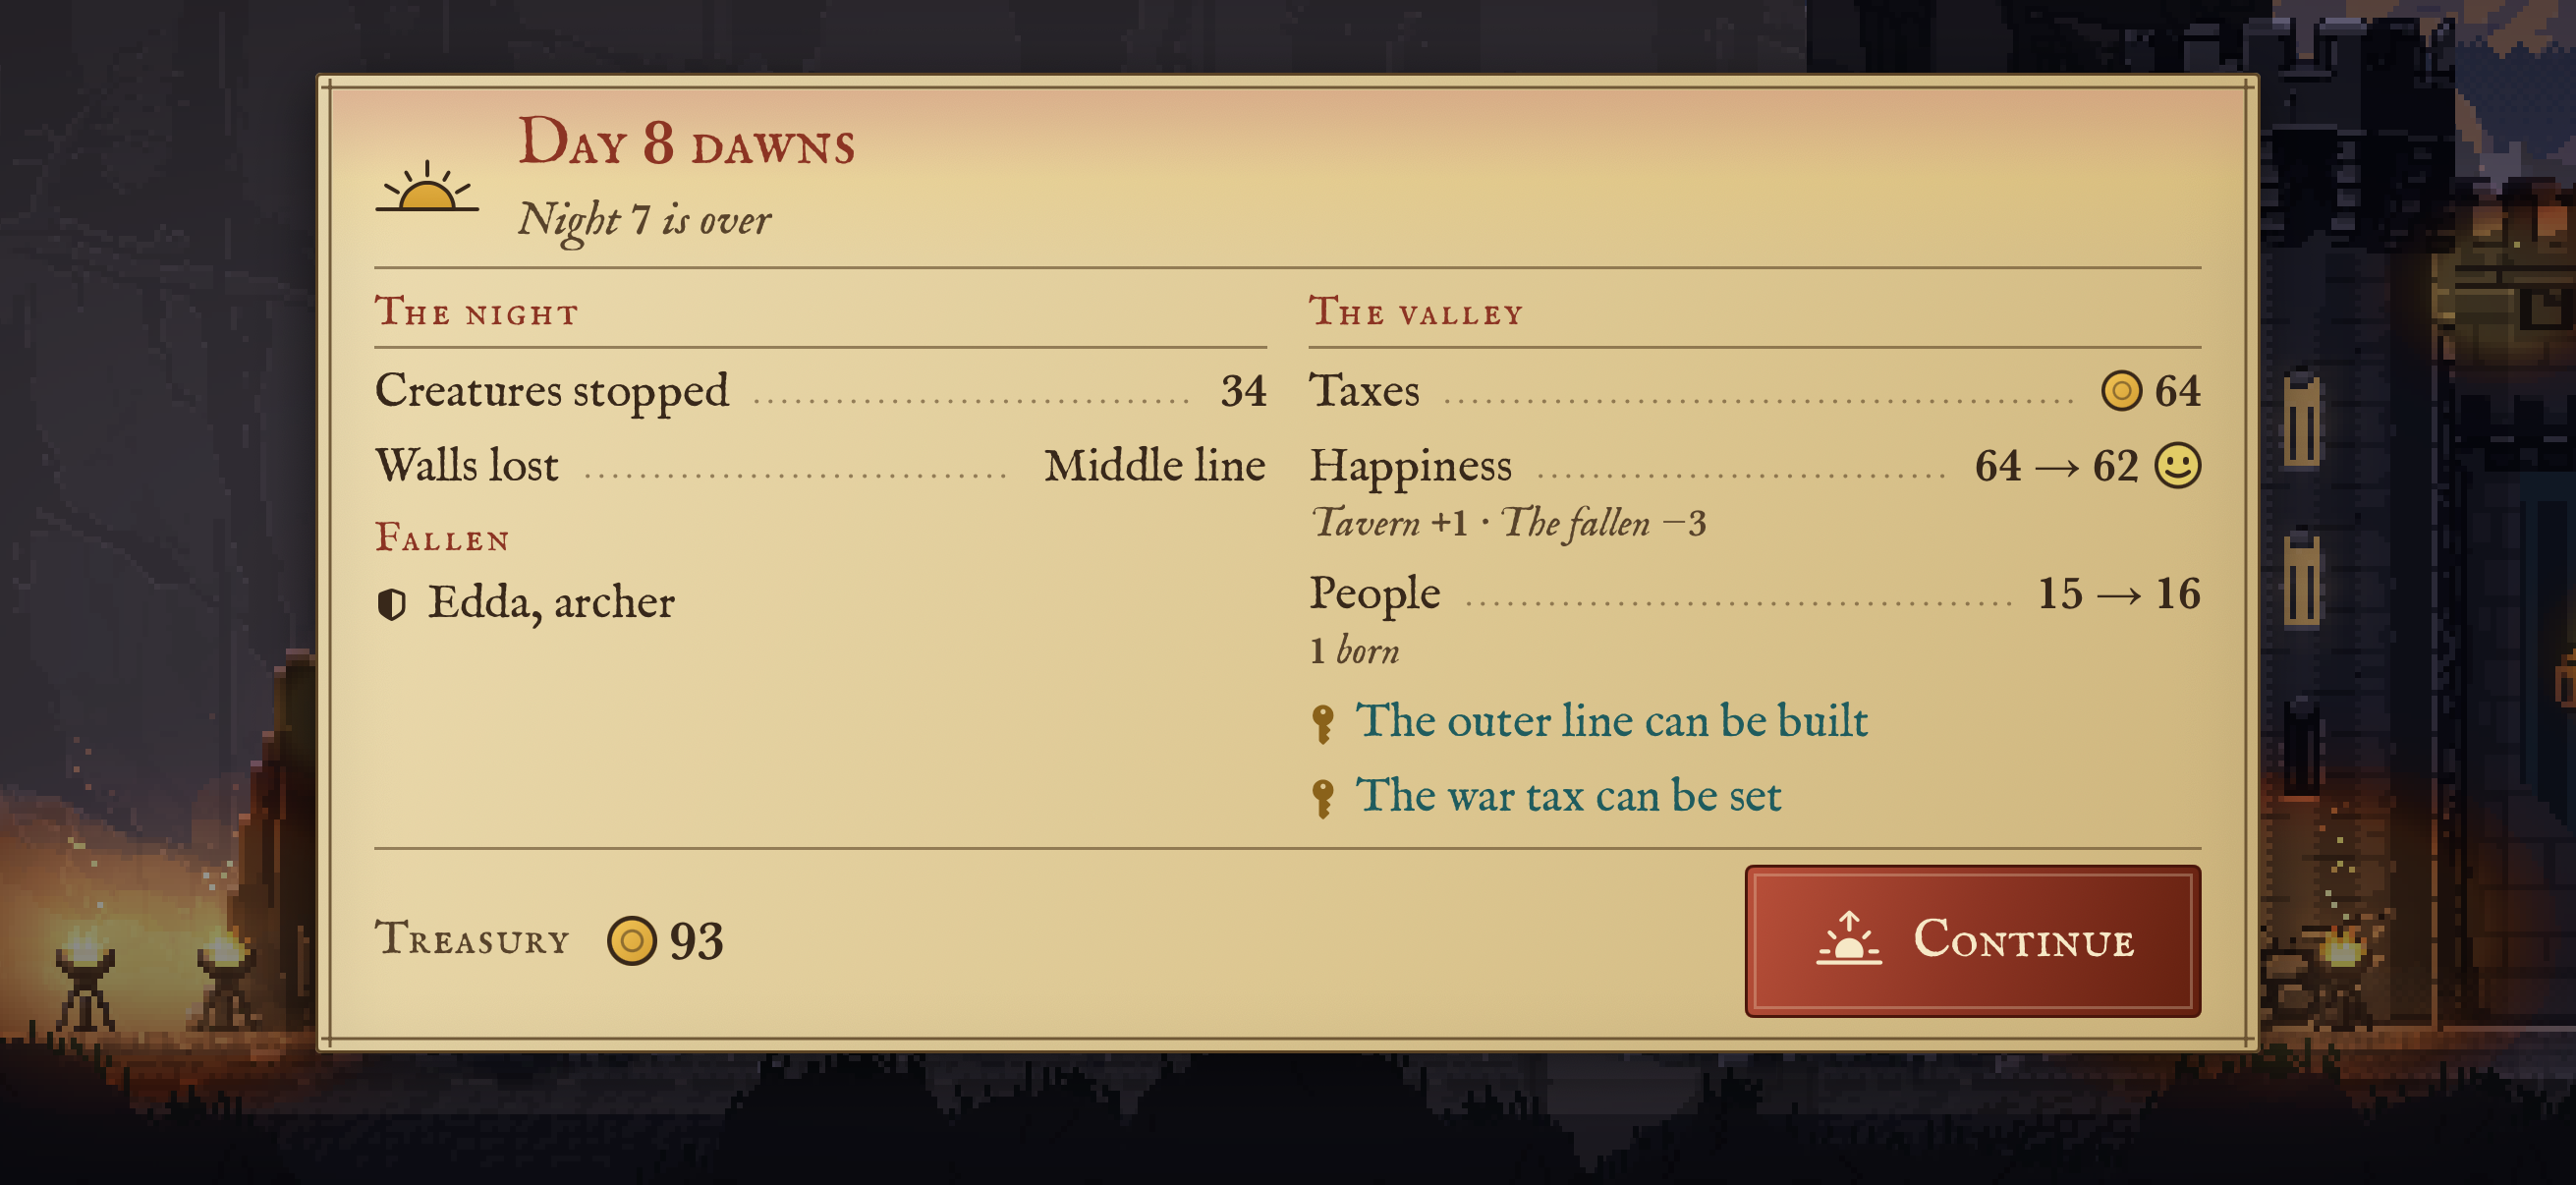 Day 8 dawns
Night 7 is over
The night
Creatures stopped 34
Walls lost Middle line
Fallen
Edda, archer
The valley
Taxes 64
Happiness 64 → 62
Tavern +1 · The fallen −3
People 15 → 16
1 born
The outer line can be built
The war tax can be set
Treasury 93
Continue